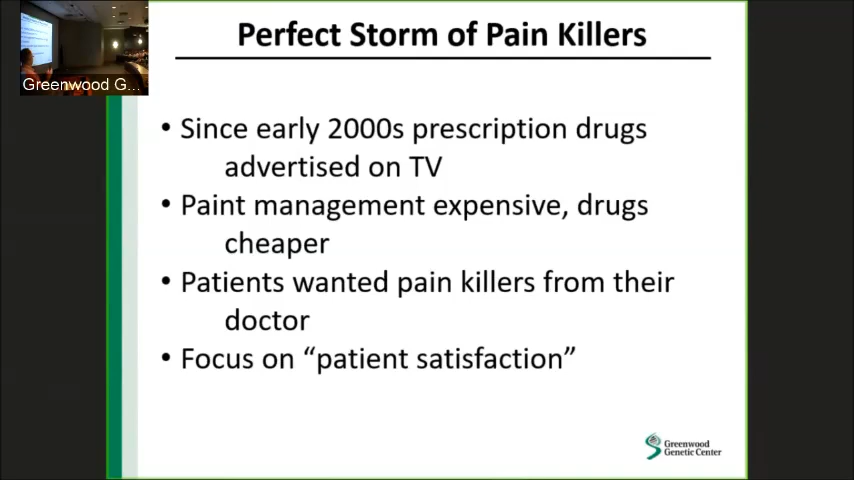 Perfect Storm of Pain Killers
Greenwood G...
• Since early 2000s prescription drugs
advertised on TV
• Paint management expensive, drugs
cheaper
• Patients wanted pain killers from their
doctor
• Focus on “patient satisfaction”
Greenwood
Genetic Center